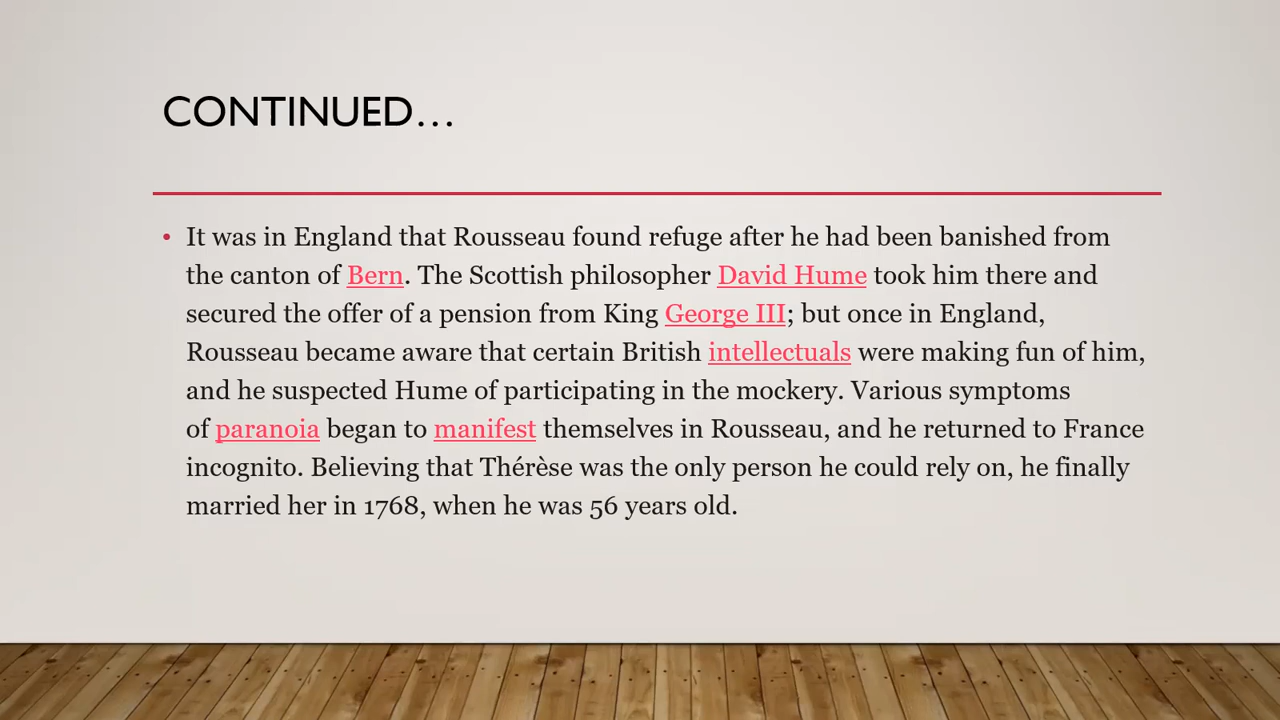 CONTINUED…
• It was in England that Rousseau found refuge after he had been banished from
the canton of Bern. The Scottish philosopher David Hume took him there and
secured the offer of a pension from King George III; but once in England,
Rousseau became aware that certain British intellectuals were making fun of him,
and he suspected Hume of participating in the mockery. Various symptoms
of paranoia began to manifest themselves in Rousseau, and he returned to France
incognito. Believing that Thérèse was the only person he could rely on, he finally
married her in 1768, when he was 56 years old.